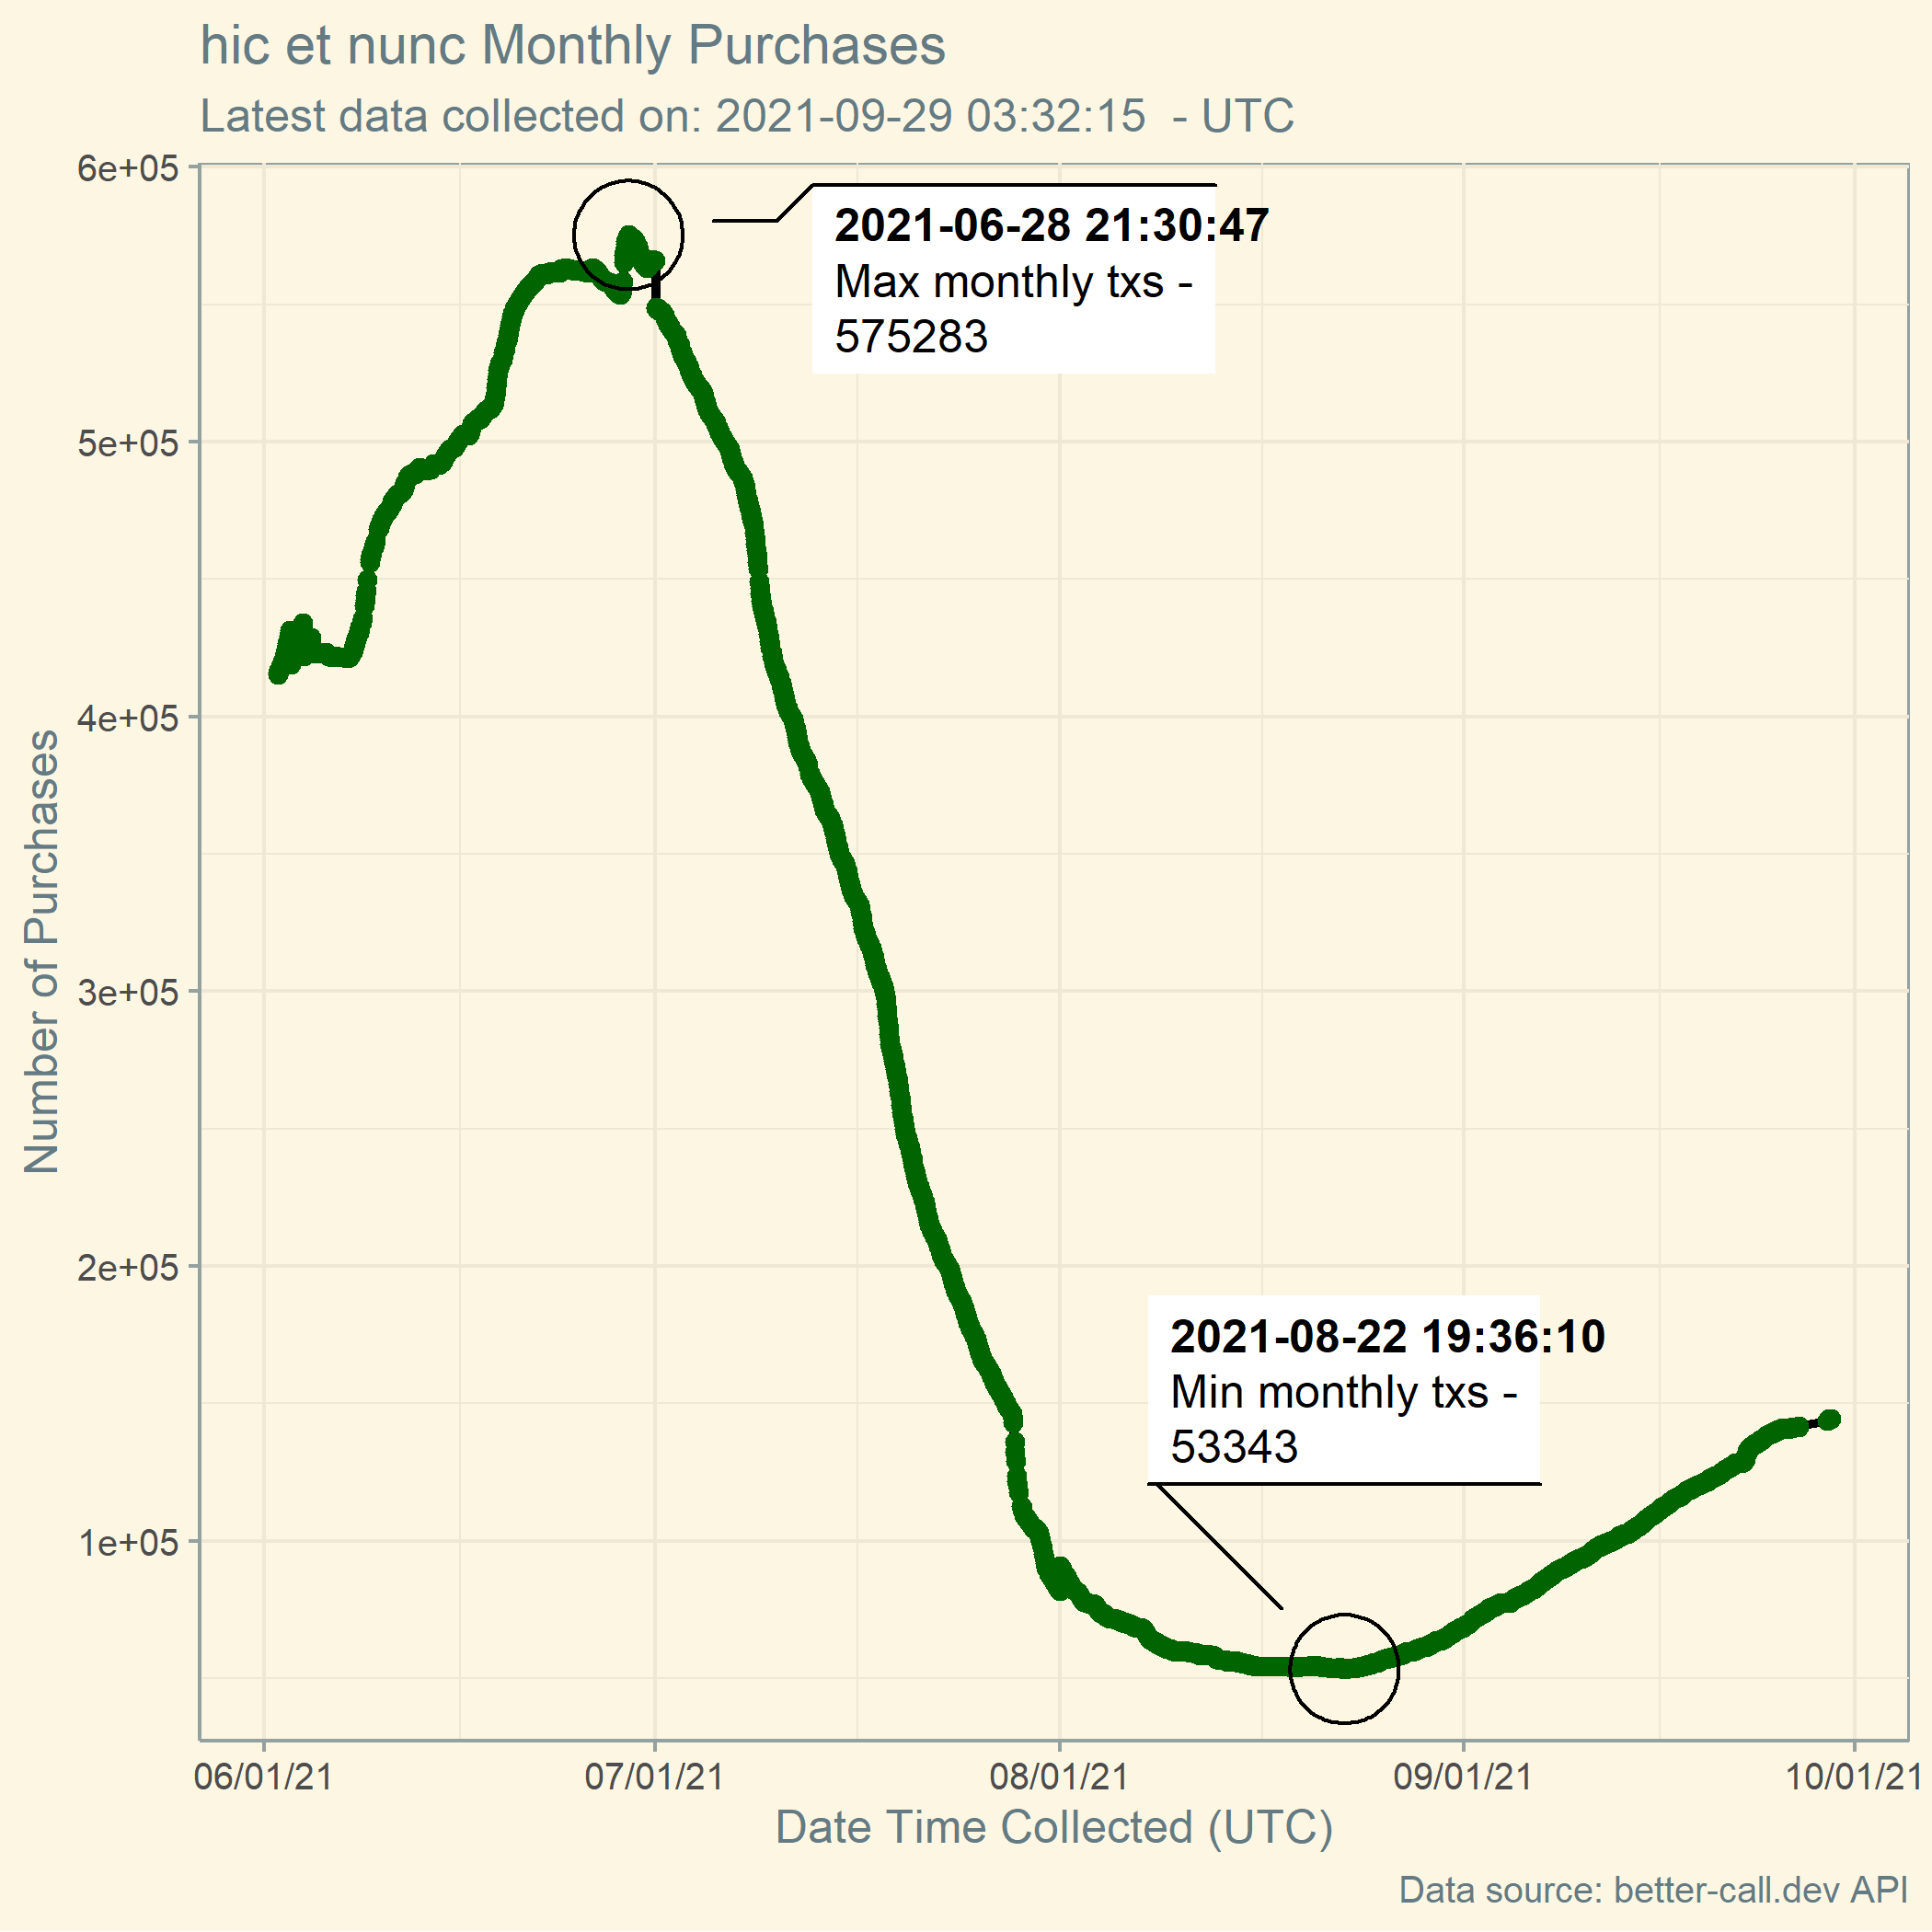 hic et nunc Monthly Purchases
Latest data collected on: 2021-09-29 03:32:15  - UTC
6e+05
5e+05
4e+05
3e+05
2e+05
1e+05
Number of Purchases
2021-06-28 21:30:47
Max monthly txs -
575283
2021-08-22 19:36:10
Min monthly txs -
53343
06/01/21
07/01/21
08/01/21
09/01/21
10/01/21
Date Time Collected (UTC)
Data source: better-call.dev API